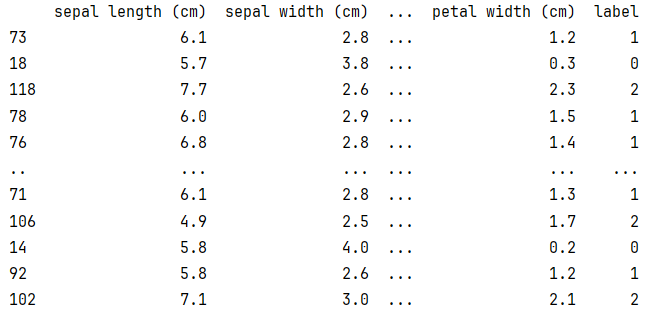 sepal length (cm) sepal width (cm) ... petal width (cm) label
73 6.1 2.8 ... 1.2 1
18 5.7 3.8 ... 0.3 0
118 7.7 2.6 ... 2.3 2
78 6.0 2.9 ... 1.5 1
76 6.8 2.8 ... 1.4 1
.. ... ... ... ... ...
71 6.1 2.8 ... 1.3 1
106 4.9 2.5 ... 1.7 2
14 5.8 4.0 ... 0.2 0
92 5.8 2.6 ... 1.2 1
102 7.1 3.0 ... 2.1 2